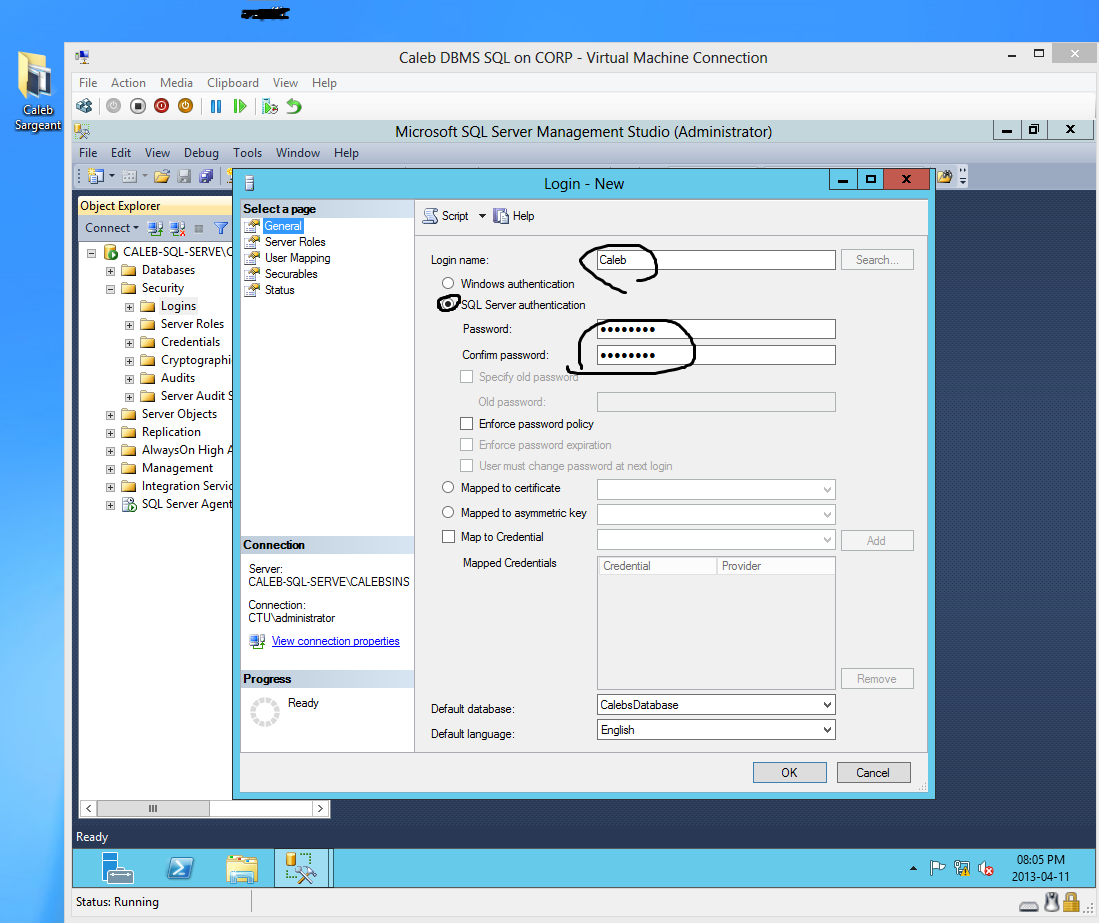 Caleb DBMS SQL on CORP - Virtual Machine Connection
Caleb
Sargeant
File Action Media Clipboard View Help
Microsoft SQL Server Management Studio (Administrator)
File Edit View Debug Tools Window Help
Object Explorer
Connect
CALEB-SQL-SERVE\C
Databases
Security
Logins
Server Roles
Credentials
Cryptographi
Audits
Server Audit S
Server Objects
Replication
AlwaysOn High A
Management
Integration Servic
SQL Server Agent
Login - New
Select a page
General
Server Roles
User Mapping
Securables
Status
Script Help
Login name: Caleb Search...
Windows authentication
SQL Server authentication
Password: ●●●●●●●●
Confirm password: ●●●●●●●●
Specify old password
Old password:
Enforce password policy
Enforce password expiration
User must change password at next login
Mapped to certificate
Mapped to asymmetric key
Map to Credential Add
Mapped Credentials Credential Provider
Remove
Default database: CalebsDatabase
Default language: English
Connection
Server:
CALEB-SQL-SERVE\CALEBSINS
Connection:
CTU\administrator
View connection properties
Progress
Ready
OK Cancel
Ready
08:05 PM
2013-04-11
Status: Running